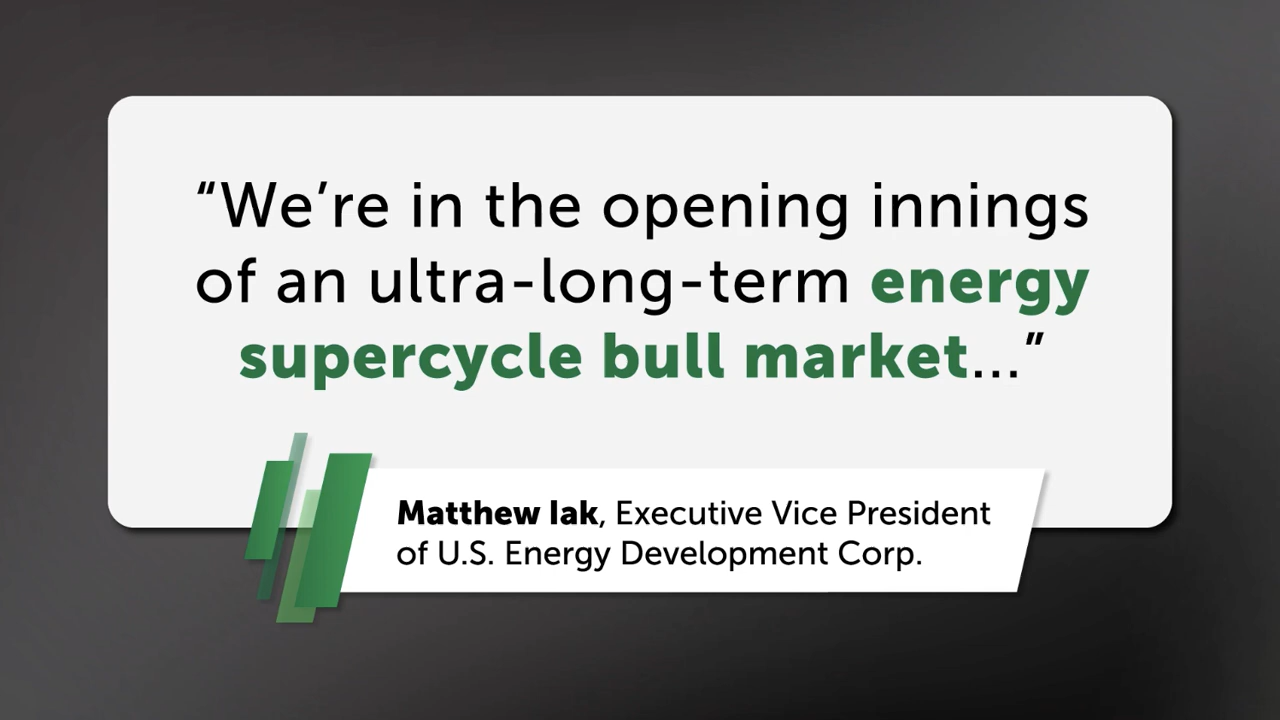 “We’re in the opening innings
of an ultra-long-term energy
supercycle bull market...”
Matthew Iak, Executive Vice President
of U.S. Energy Development Corp.